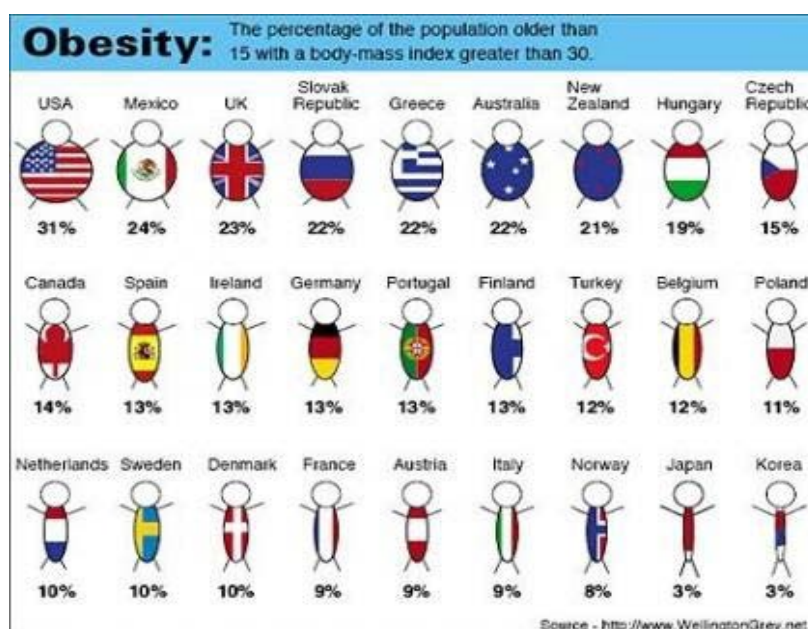 Obesity: The percentage of the population older than
15 with a body-mass index greater than 30.
USA Mexico UK Slovak Republic Greece Australia New Zealand Hungary Czech Republic
31% 24% 23% 22% 22% 22% 21% 19% 15%
Canada Spain Ireland Germany Portugal Finland Turkey Belgium Poland
14% 13% 13% 13% 13% 13% 12% 12% 11%
Netherlands Sweden Denmark France Austria Italy Norway Japan Korea
10% 10% 10% 9% 9% 9% 8% 3% 3%
Source - http://www.WellingtonGrey.net